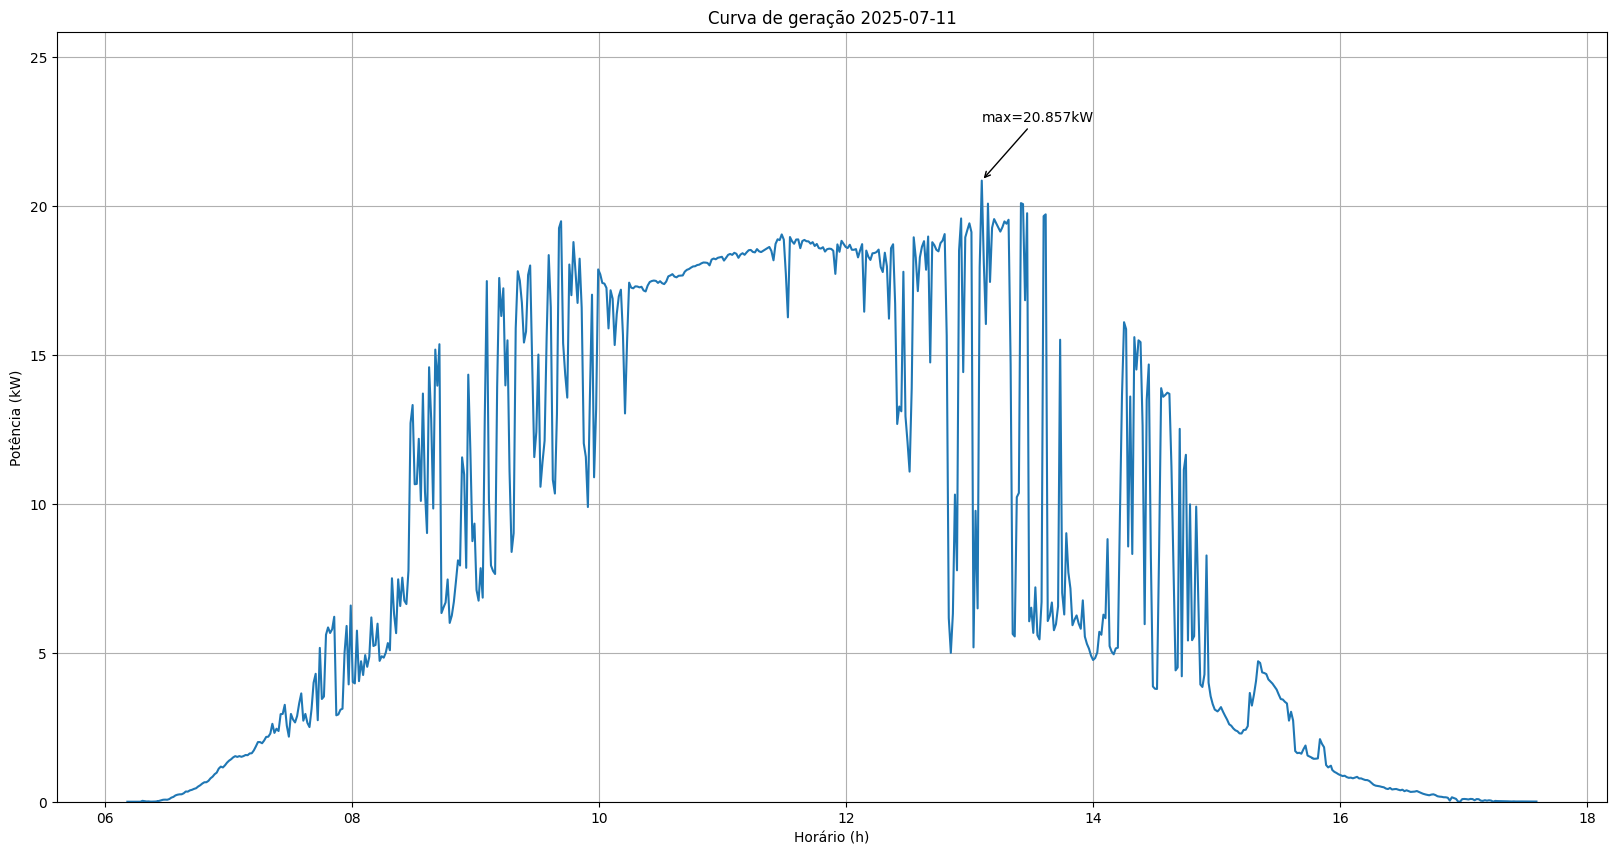 Curva de geração 2025-07-11
25
20
15
10
5
0
Potência (kW)
max=20.857kW
06 08 10 12 14 16 18
Horário (h)